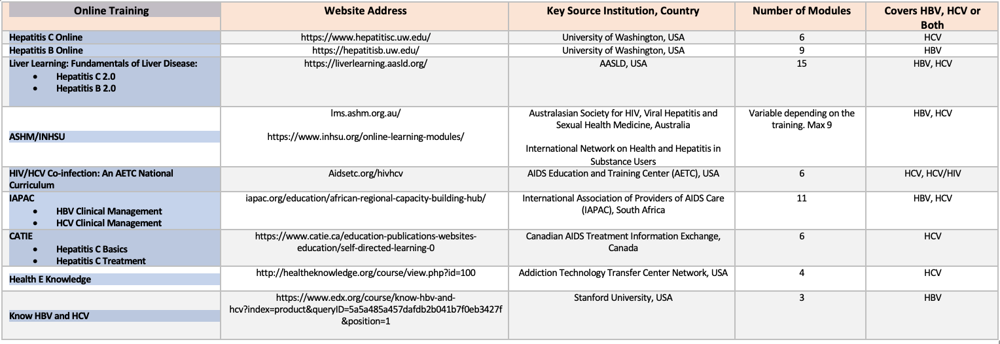 Online Training Website Address Key Source Institution, Country Number of Modules Covers HBV, HCV or
Both
Hepatitis C Online https://www.hepatitisc.uw.edu/ University of Washington, USA 6 HCV
Hepatitis B Online https://hepatitisb.uw.edu/ University of Washington, USA 9 HBV
Liver Learning: Fundamentals of Liver Disease: https://liverlearning.aasld.org/ AASLD, USA 15 HBV, HCV
• Hepatitis C 2.0
• Hepatitis B 2.0
lms.ashm.org.au/ Australasian Society for HIV, Viral Hepatitis and Variable depending on the HBV, HCV
Sexual Health Medicine, Australia training. Max 9
ASHM/INHSU https://www.inhsu.org/online-learning-modules/
International Network on Health and Hepatitis in
Substance Users
HIV/HCV Co-infection: An AETC National Aidsetc.org/hivhcv AIDS Education and Training Center (AETC), USA 6 HCV, HCV/HIV
Curriculum
IAPAC iapac.org/education/african-regional-capacity-building-hub/ International Association of Providers of AIDS Care 11 HBV, HCV
• HBV Clinical Management (IAPAC), South Africa
• HCV Clinical Management
CATIE https://www.catie.ca/education-publications-websites- Canadian AIDS Treatment Information Exchange, 6 HCV
• Hepatitis C Basics education/self-directed-learning-0 Canada
• Hepatitis C Treatment
http://healtheknowledge.org/course/view.php?id=100 Addiction Technology Transfer Center Network, USA 4 HCV
Health E Knowledge
https://www.edx.org/course/know-hbv-and- Stanford University, USA 3 HBV
hcv?index=product&queryID=5a5a485a457dafdb2b041b7f0eb3427f
Know HBV and HCV &position=1